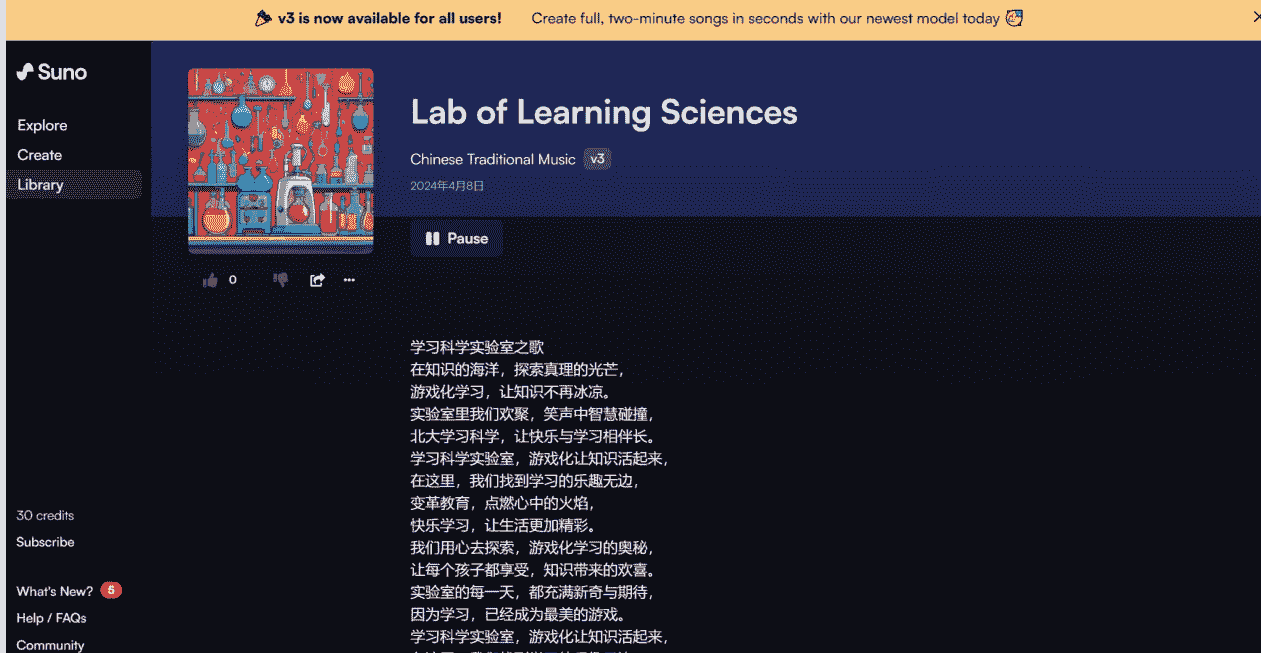 v3 is now available for all users! Create full, two-minute songs in seconds with our newest model today
Suno
Explore
Create
Library
30 credits
Subscribe
What's New? 5
Help / FAQs
Community
Lab of Learning Sciences
Chinese Traditional Music v3
2024年4月8日
Pause
0
学习科学实验室之歌
在知识的海洋，探索真理的光芒，
游戏化学习，让知识不再冰凉。
实验室里我们欢聚，笑声中智慧碰撞，
北大学习科学，让快乐与学习相伴长。
学习科学实验室，游戏化让知识活起来，
在这里，我们找到学习的乐趣无边，
变革教育，点燃心中的火焰，
快乐学习，让生活更加精彩。
我们用心去探索，游戏化学习的奥秘，
让每个孩子都享受，知识带来的欢喜。
实验室的每一天，都充满新奇与期待，
因为学习，已经成为最美的游戏。
学习科学实验室，游戏化让知识活起来，